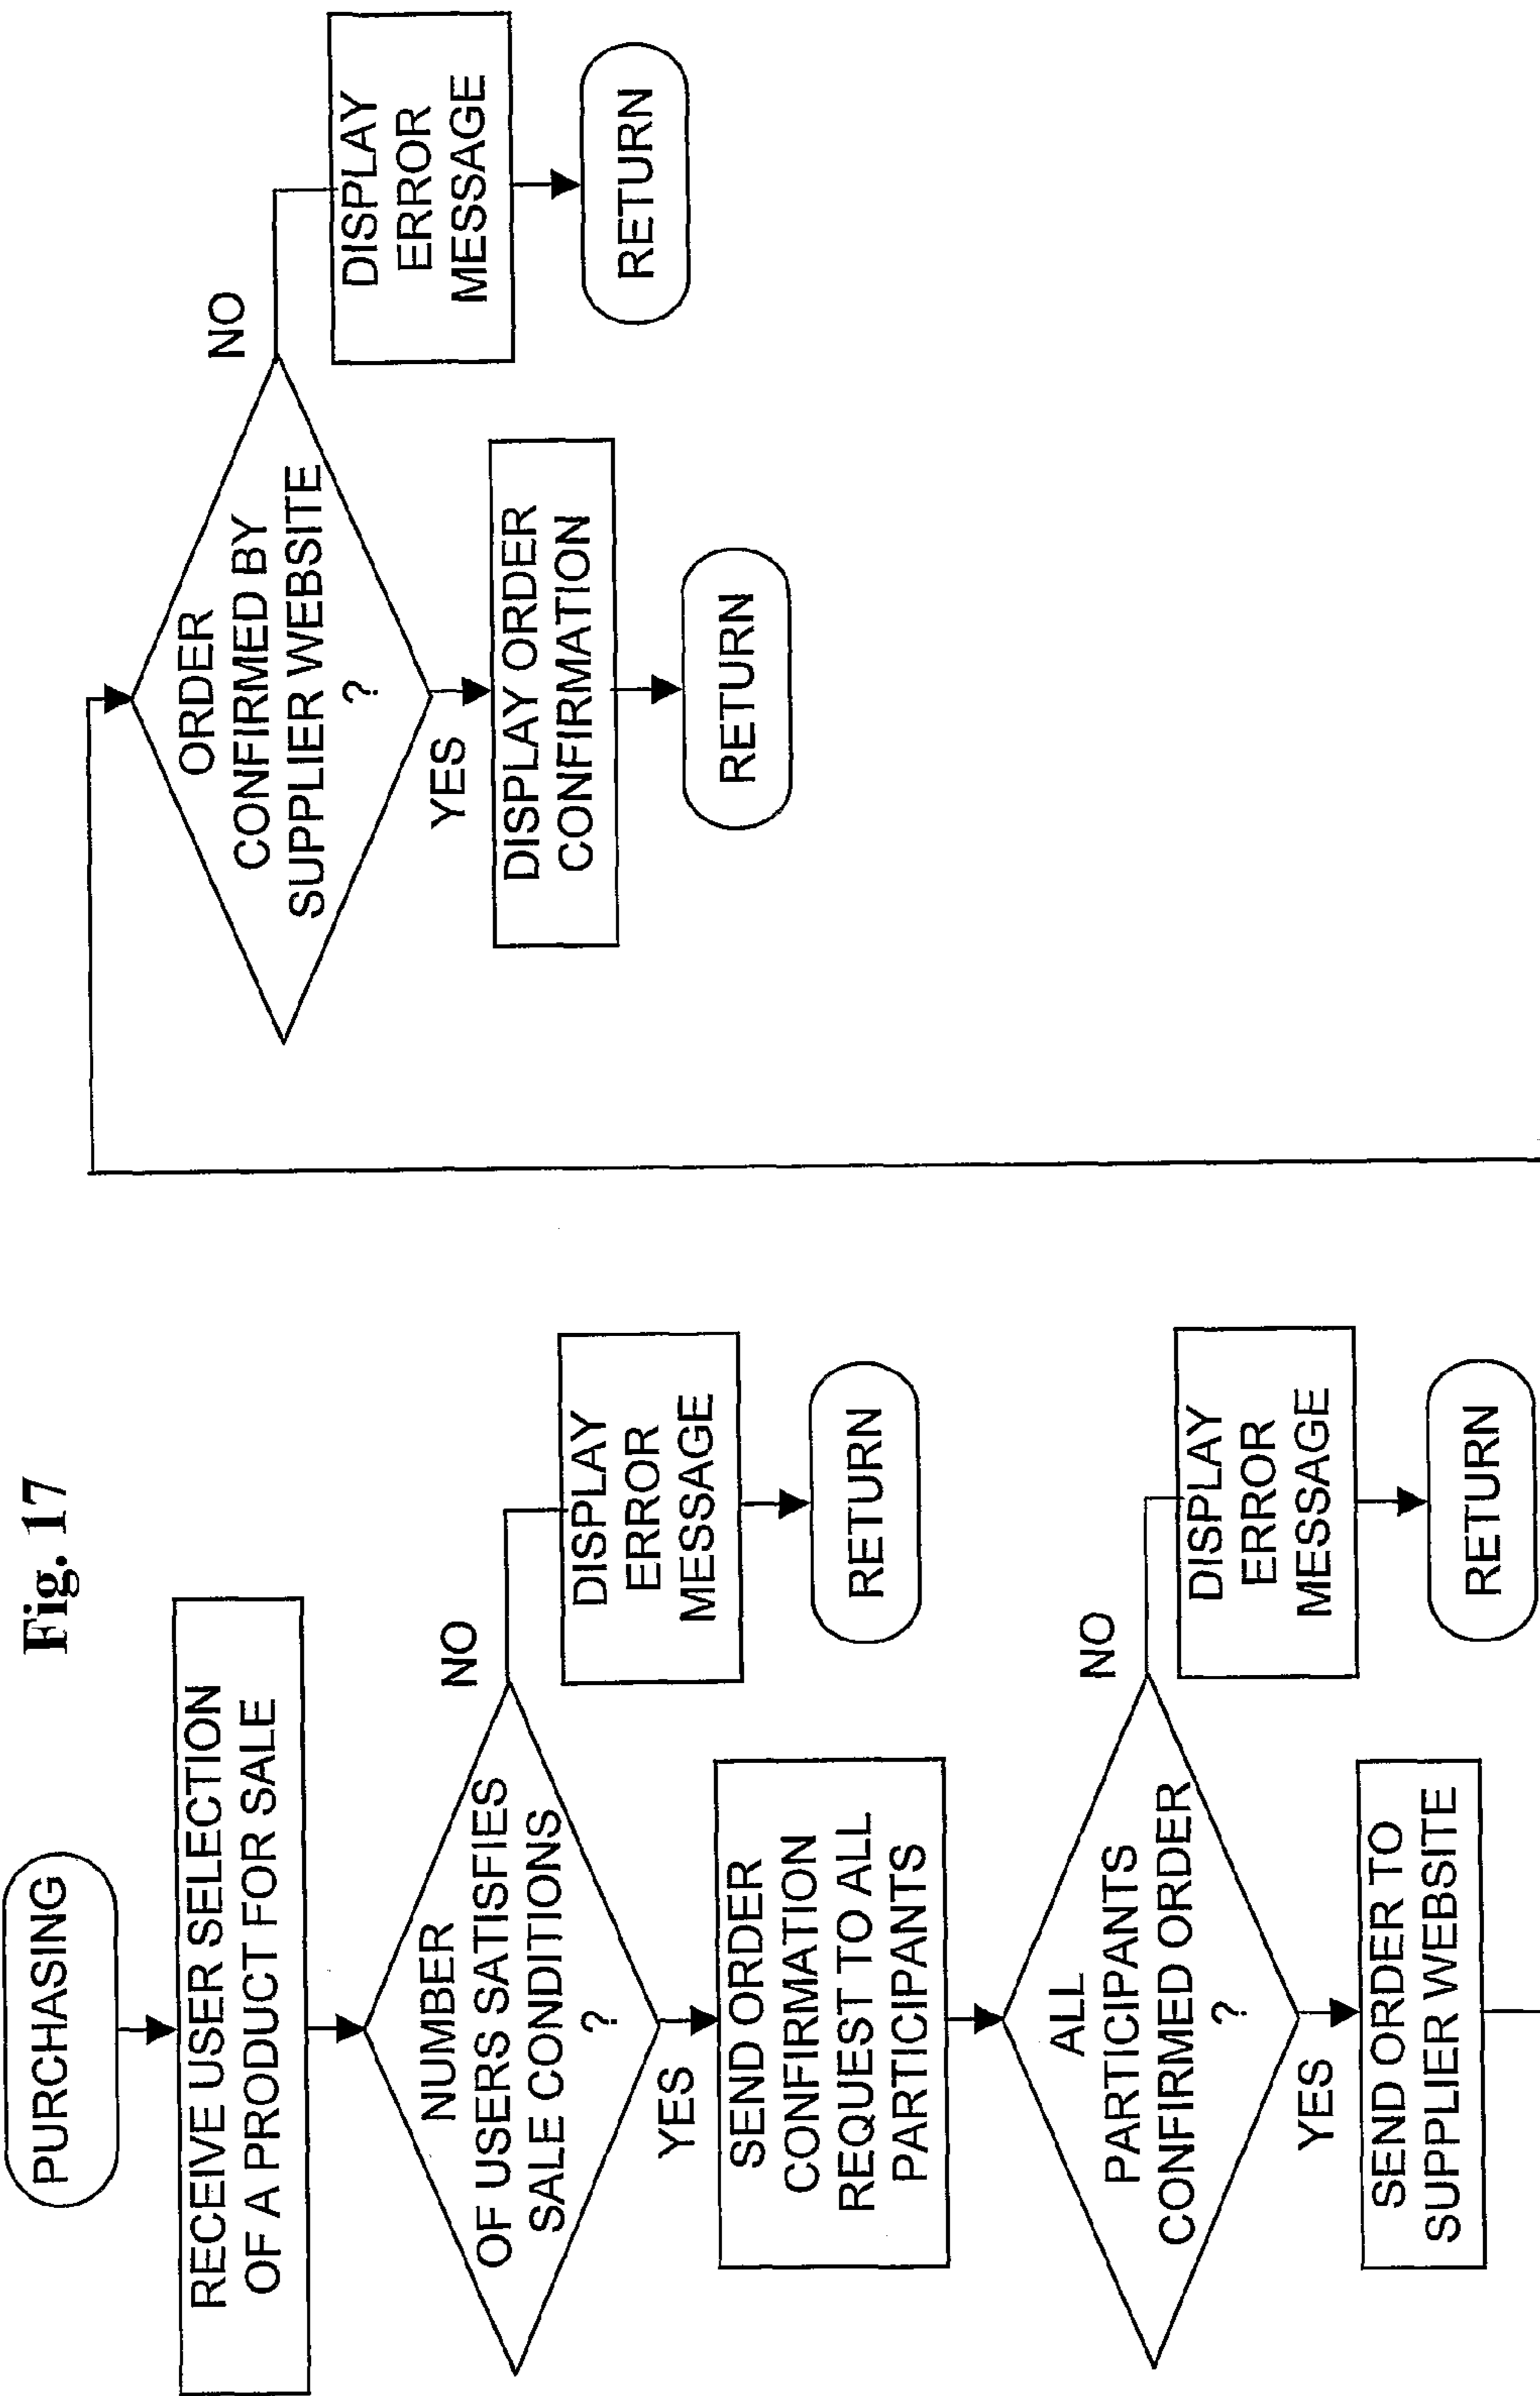 Fig. 17
PURCHASING
RECEIVE USER SELECTION
OF A PRODUCT FOR SALE
NUMBER
OF USERS SATISFIES
SALE CONDITIONS
?
NO
DISPLAY
ERROR
MESSAGE
RETURN
YES
SEND ORDER
CONFIRMATION
REQUEST TO ALL
PARTICIPANTS
ALL
PARTICIPANTS
CONFIRMED ORDER
?
NO
DISPLAY
ERROR
MESSAGE
RETURN
YES
SEND ORDER TO
SUPPLIER WEBSITE
ORDER
CONFIRMED BY
SUPPLIER WEBSITE
?
NO
DISPLAY
ERROR
MESSAGE
RETURN
YES
DISPLAY ORDER
CONFIRMATION
RETURN